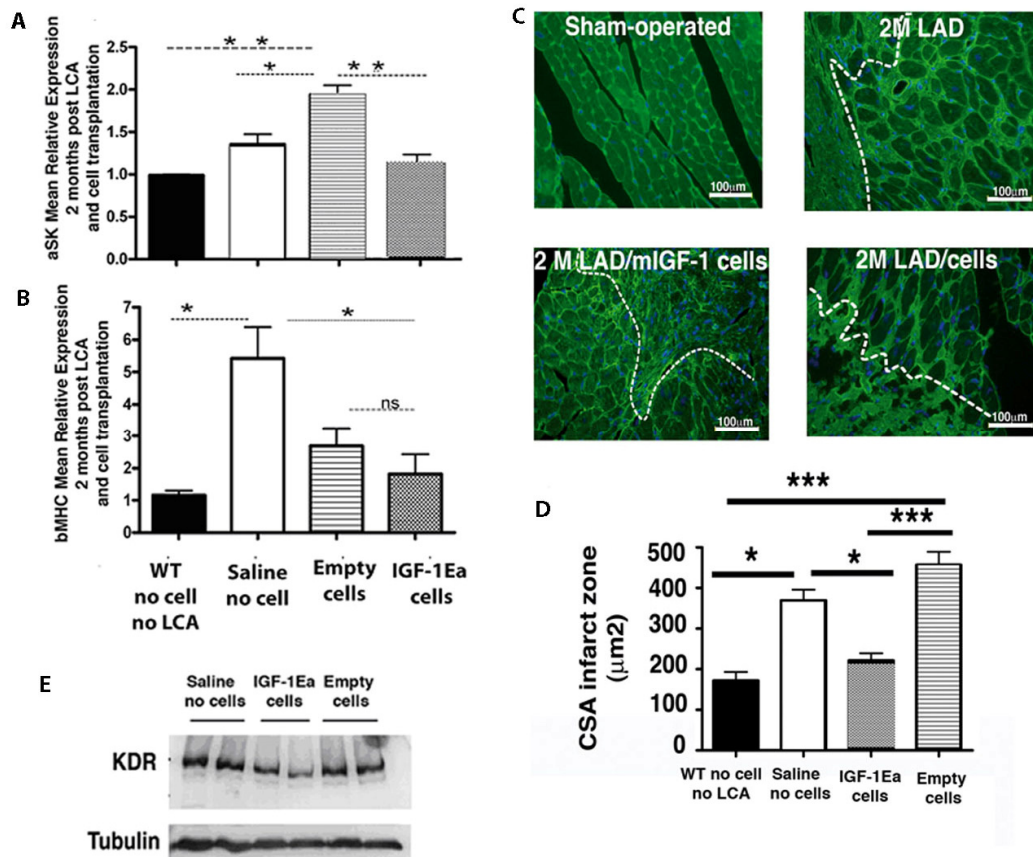 A
aSK Mean Relative Expression
2 months post LCA
and cell transplantation
2.5
2.0
1.5
1.0
0.5
0.0
* *
*
* *
B
bMHC Mean Relative Expression
2 months post LCA
and cell transplantation
7
6
5
4
3
2
1
0
*
*
ns
WT
no cell
no LCA
Saline
no cell
Empty
cells
IGF-1Ea
cells
C
Sham-operated
100µm
2M LAD
100µm
2 M LAD/mIGF-1 cells
100µm
2M LAD/cells
100µm
D
CSA infarct zone
(µm2)
500
400
300
200
100
0
***
***
*
*
WT no cell
no LCA
Saline
no cells
IGF-1Ea
cells
Empty
cells
E
Saline
no cells
IGF-1Ea
cells
Empty
cells
KDR
Tubulin